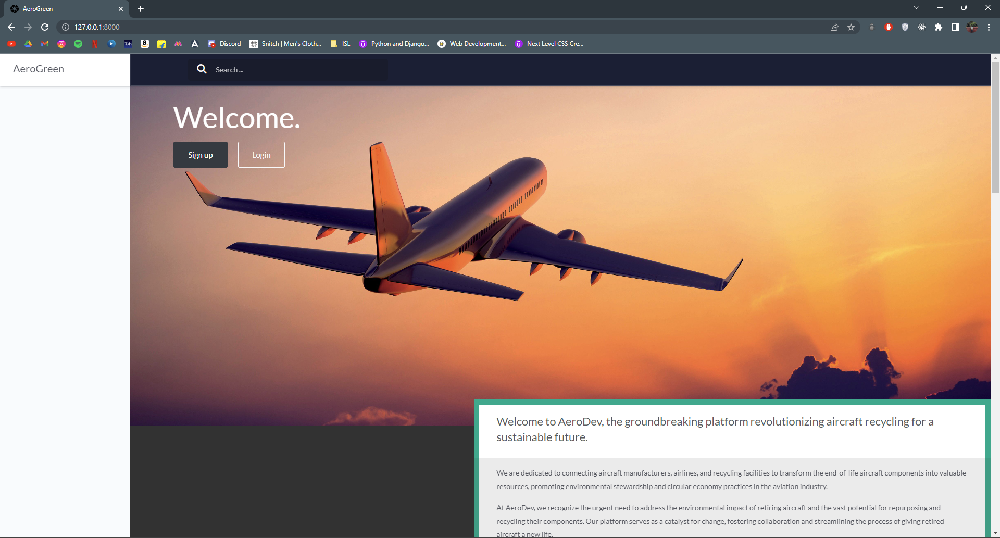 AeroGreen
127.0.0.1:8000
Discord
Snitch | Men's Cloth...
ISL
Python and Django...
Web Development...
Next Level CSS Cre...
AeroGreen
Search ...
Welcome.
Sign up
Login
Welcome to AeroDev, the groundbreaking platform revolutionizing aircraft recycling for a
sustainable future.
We are dedicated to connecting aircraft manufacturers, airlines, and recycling facilities to transform the end-of-life aircraft components into valuable
resources, promoting environmental stewardship and circular economy practices in the aviation industry.
At AeroDev, we recognize the urgent need to address the environmental impact of retiring aircraft and the vast potential for repurposing and
recycling their components. Our platform serves as a catalyst for change, fostering collaboration and streamlining the process of giving retired
aircraft a new life.